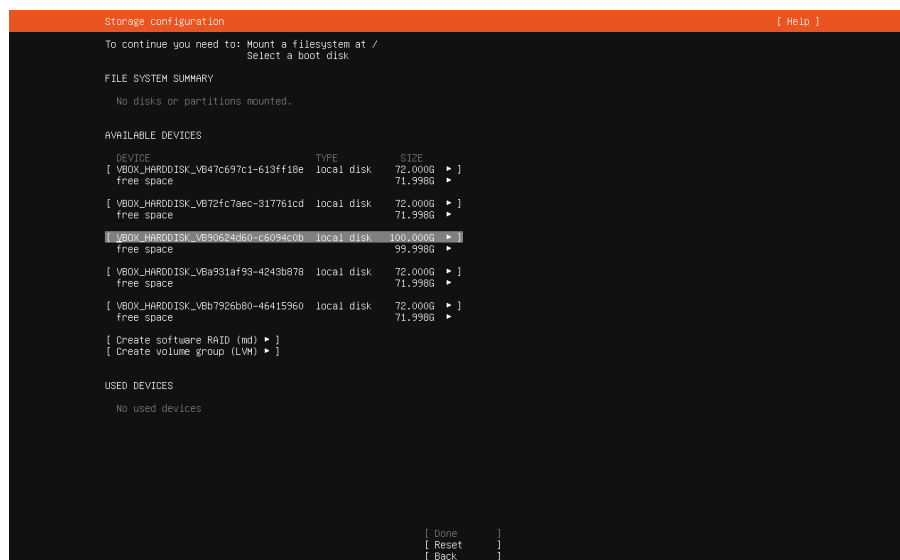 Storage configuration [ Help ]
To continue you need to: Mount a filesystem at /
Select a boot disk
FILE SYSTEM SUMMARY
No disks or partitions mounted.
AVAILABLE DEVICES
DEVICE TYPE SIZE
[ VBOX_HARDDISK_VB47c697c1-613ff18e local disk 72.000G ▸ ]
free space 71.998G ▸
[ VBOX_HARDDISK_VB72fc7aec-317761cd local disk 72.000G ▸ ]
free space 71.998G ▸
[ VBOX_HARDDISK_VB90624d60-c6094c0b local disk 100.000G ▸ ]
free space 99.998G ▸
[ VBOX_HARDDISK_VBa931af93-4243b878 local disk 72.000G ▸ ]
free space 71.998G ▸
[ VBOX_HARDDISK_VBb7926b80-46415960 local disk 72.000G ▸ ]
free space 71.998G ▸
[ Create software RAID (md) ▸ ]
[ Create volume group (LVM) ▸ ]
USED DEVICES
No used devices
[ Done ]
[ Reset ]
[ Back ]